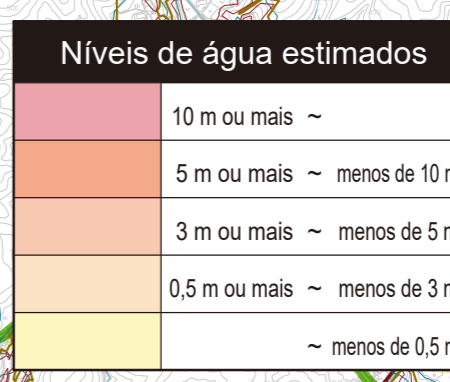 Níveis de água estimados
10 m ou mais ~
5 m ou mais ~ menos de 10 m
3 m ou mais ~ menos de 5 m
0,5 m ou mais ~ menos de 3 m
~ menos de 0,5 m